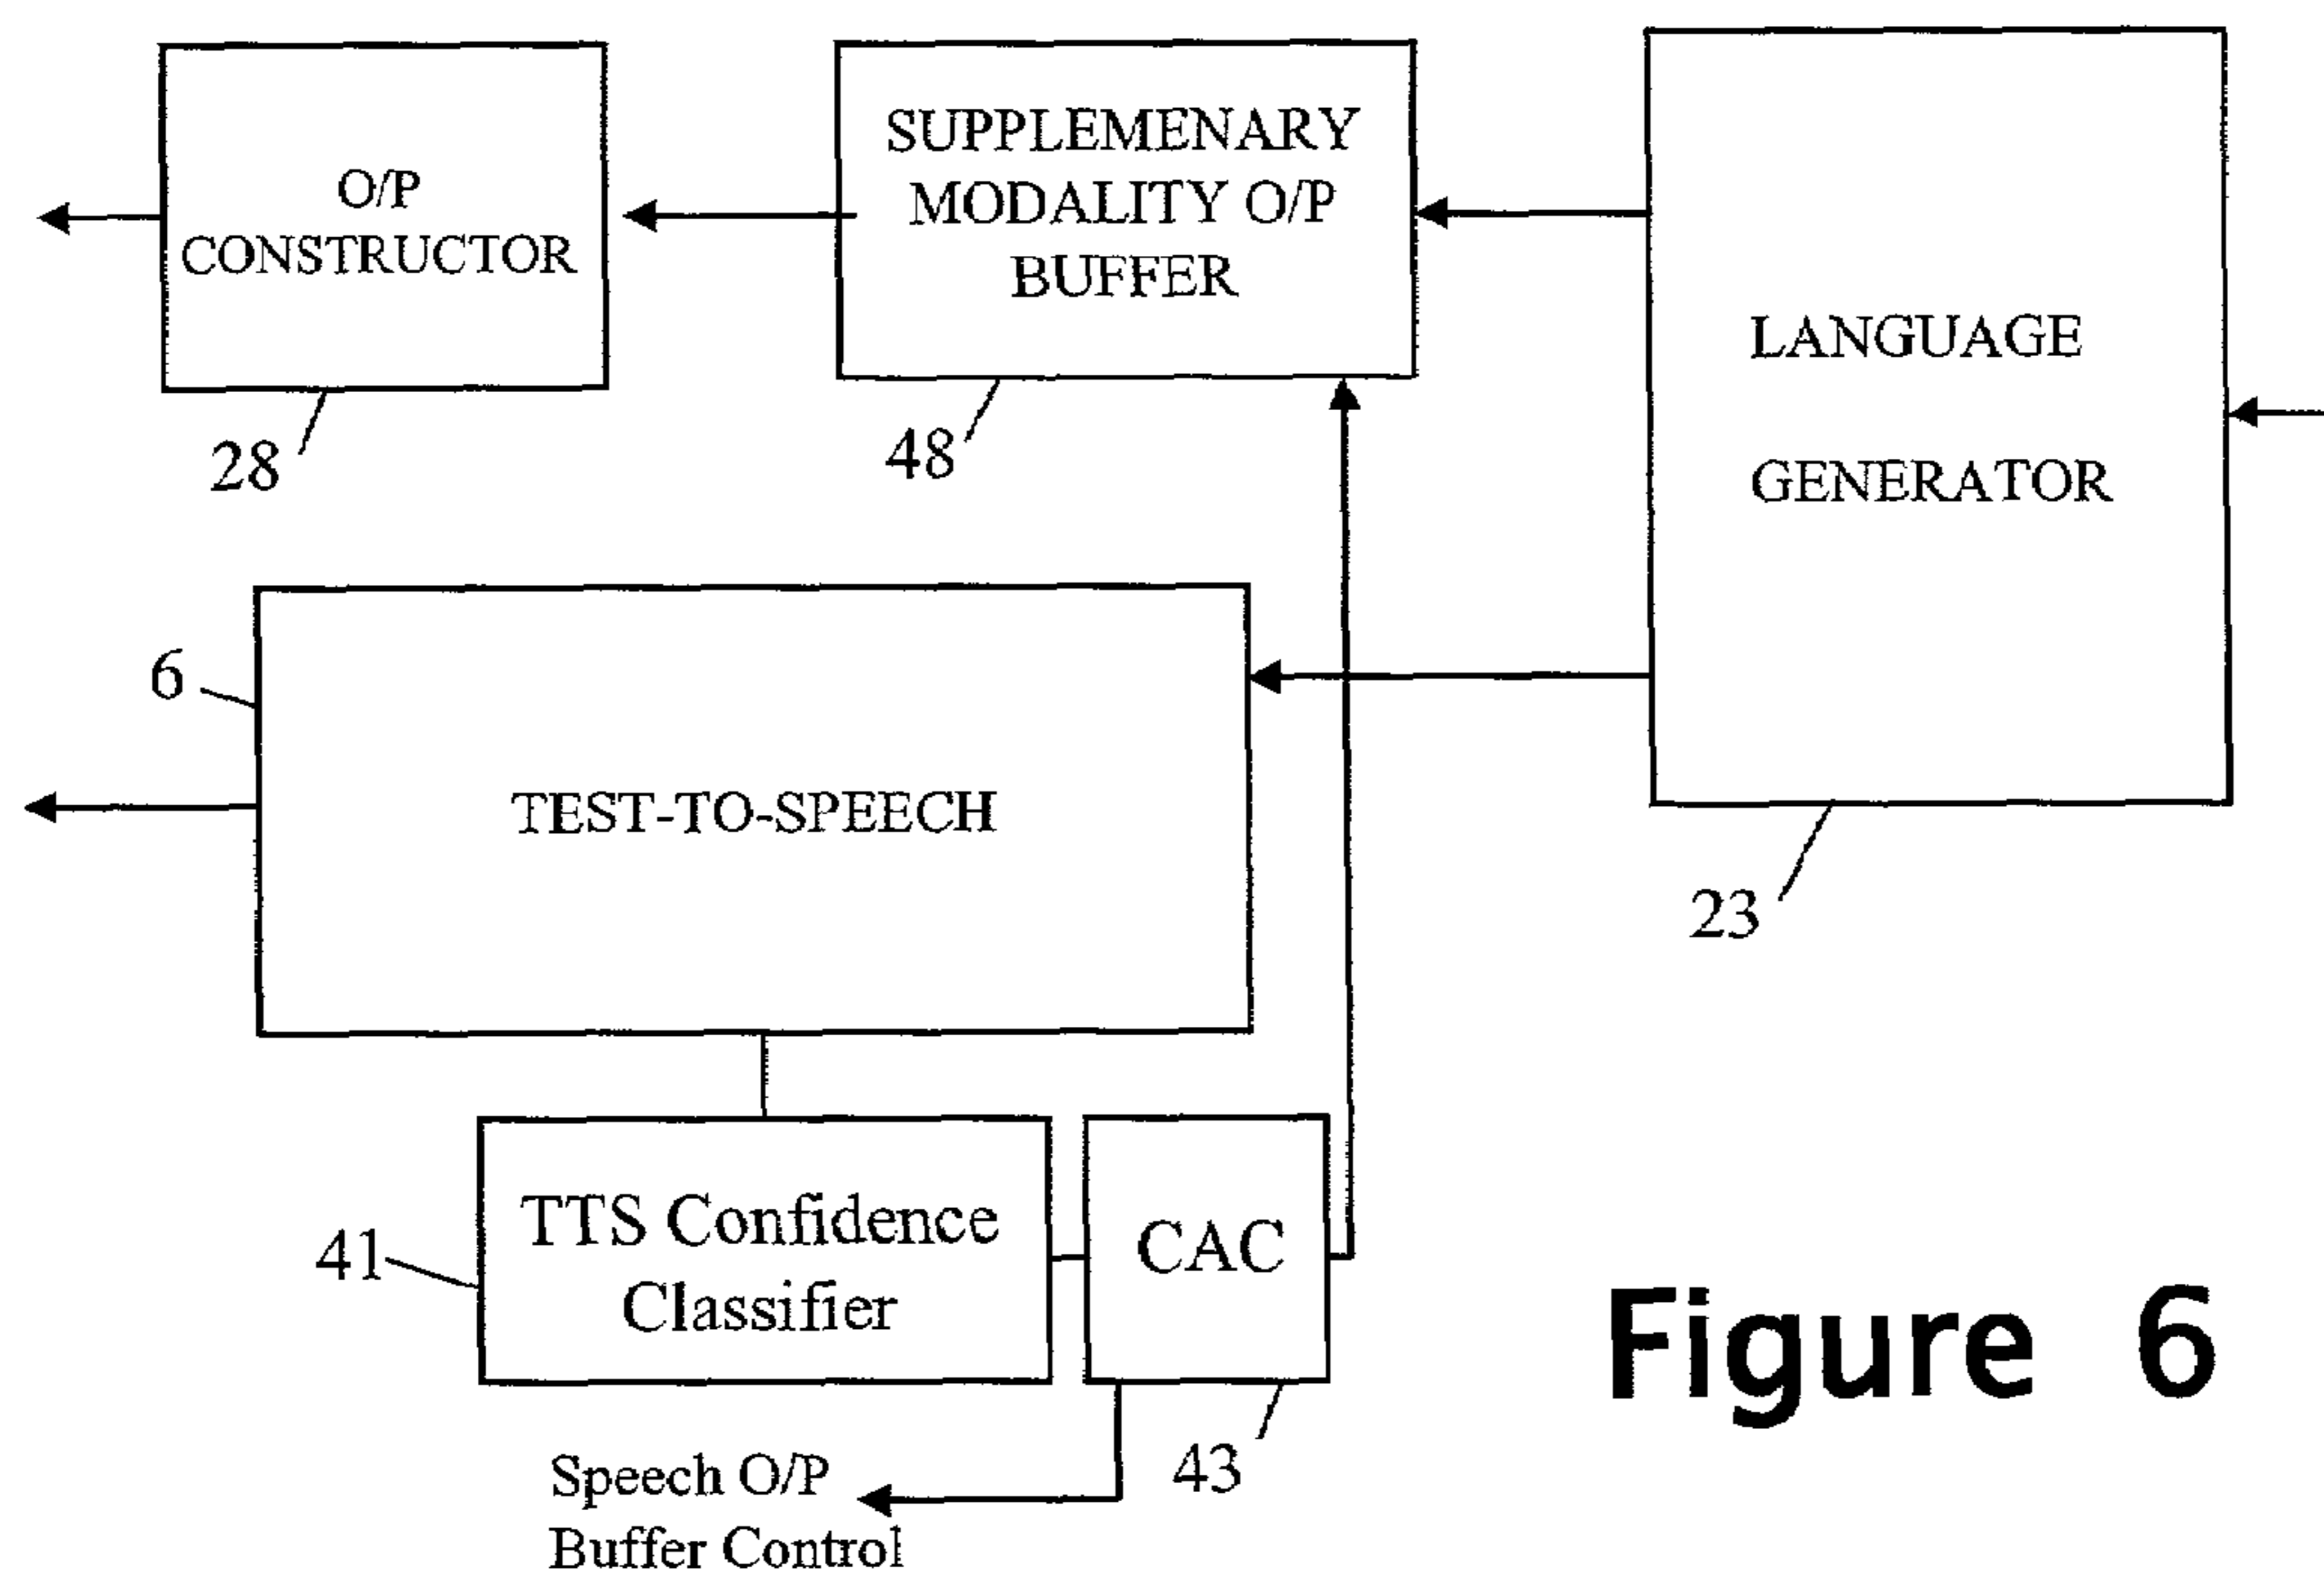 O/P
CONSTRUCTOR
28
SUPPLEMENARY
MODALITY O/P
BUFFER
48
LANGUAGE
GENERATOR
23
6
TEST-TO-SPEECH
41
TTS Confidence
Classifier
CAC
43
Speech O/P
Buffer Control
Figure 6